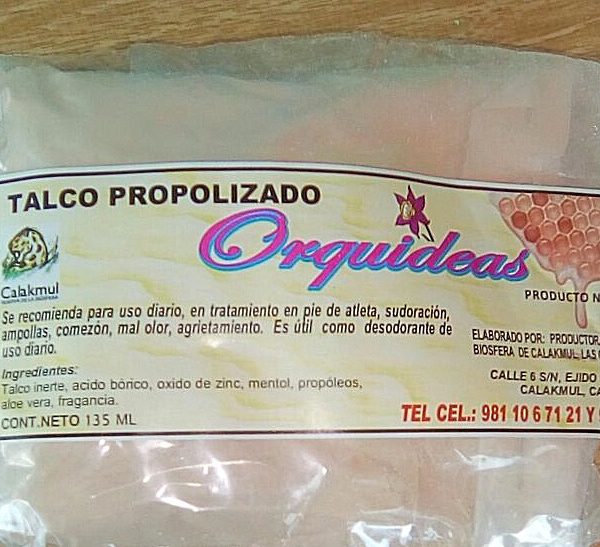 TALCO PROPOLIZADO
Orquideas
Calakmul
PRODUCTO N
Se recomienda para uso diario, en tratamiento en pie de atleta, sudoración,
ampollas, comezón, mal olor, agrietamiento. Es útil como desodorante de
uso diario.
Ingredientes:
Talco inerte, acido bórico, oxido de zinc, mentol, propóleos,
aloe vera, fragancia.
CONT.NETO 135 ML
ELABORADO POR: PRODUCTOR
BIOSFERA DE CALAKMUL, LAS
CALLE 6 S/N, EJIDO
CALAKMUL, CA
TEL CEL.: 981 10 6 71 21 Y